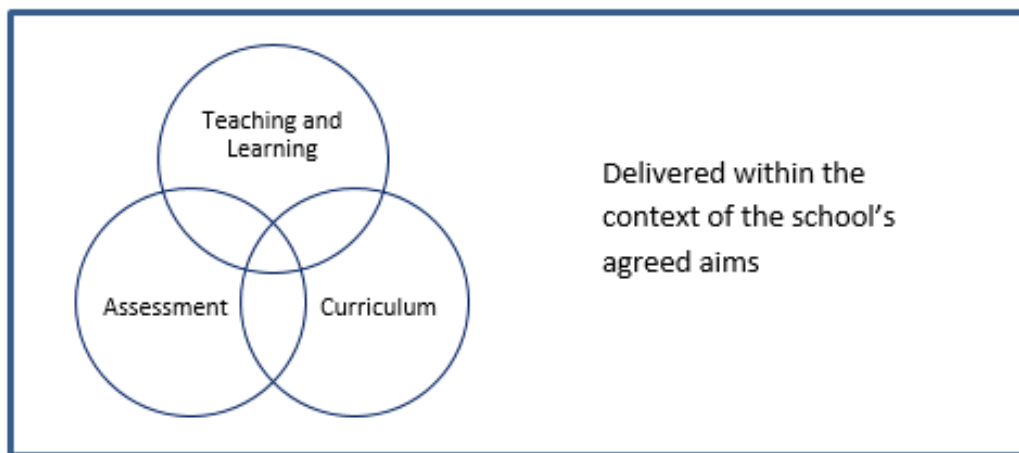 Teaching and
Learning
Assessment
Curriculum
Delivered within the
context of the school’s
agreed aims